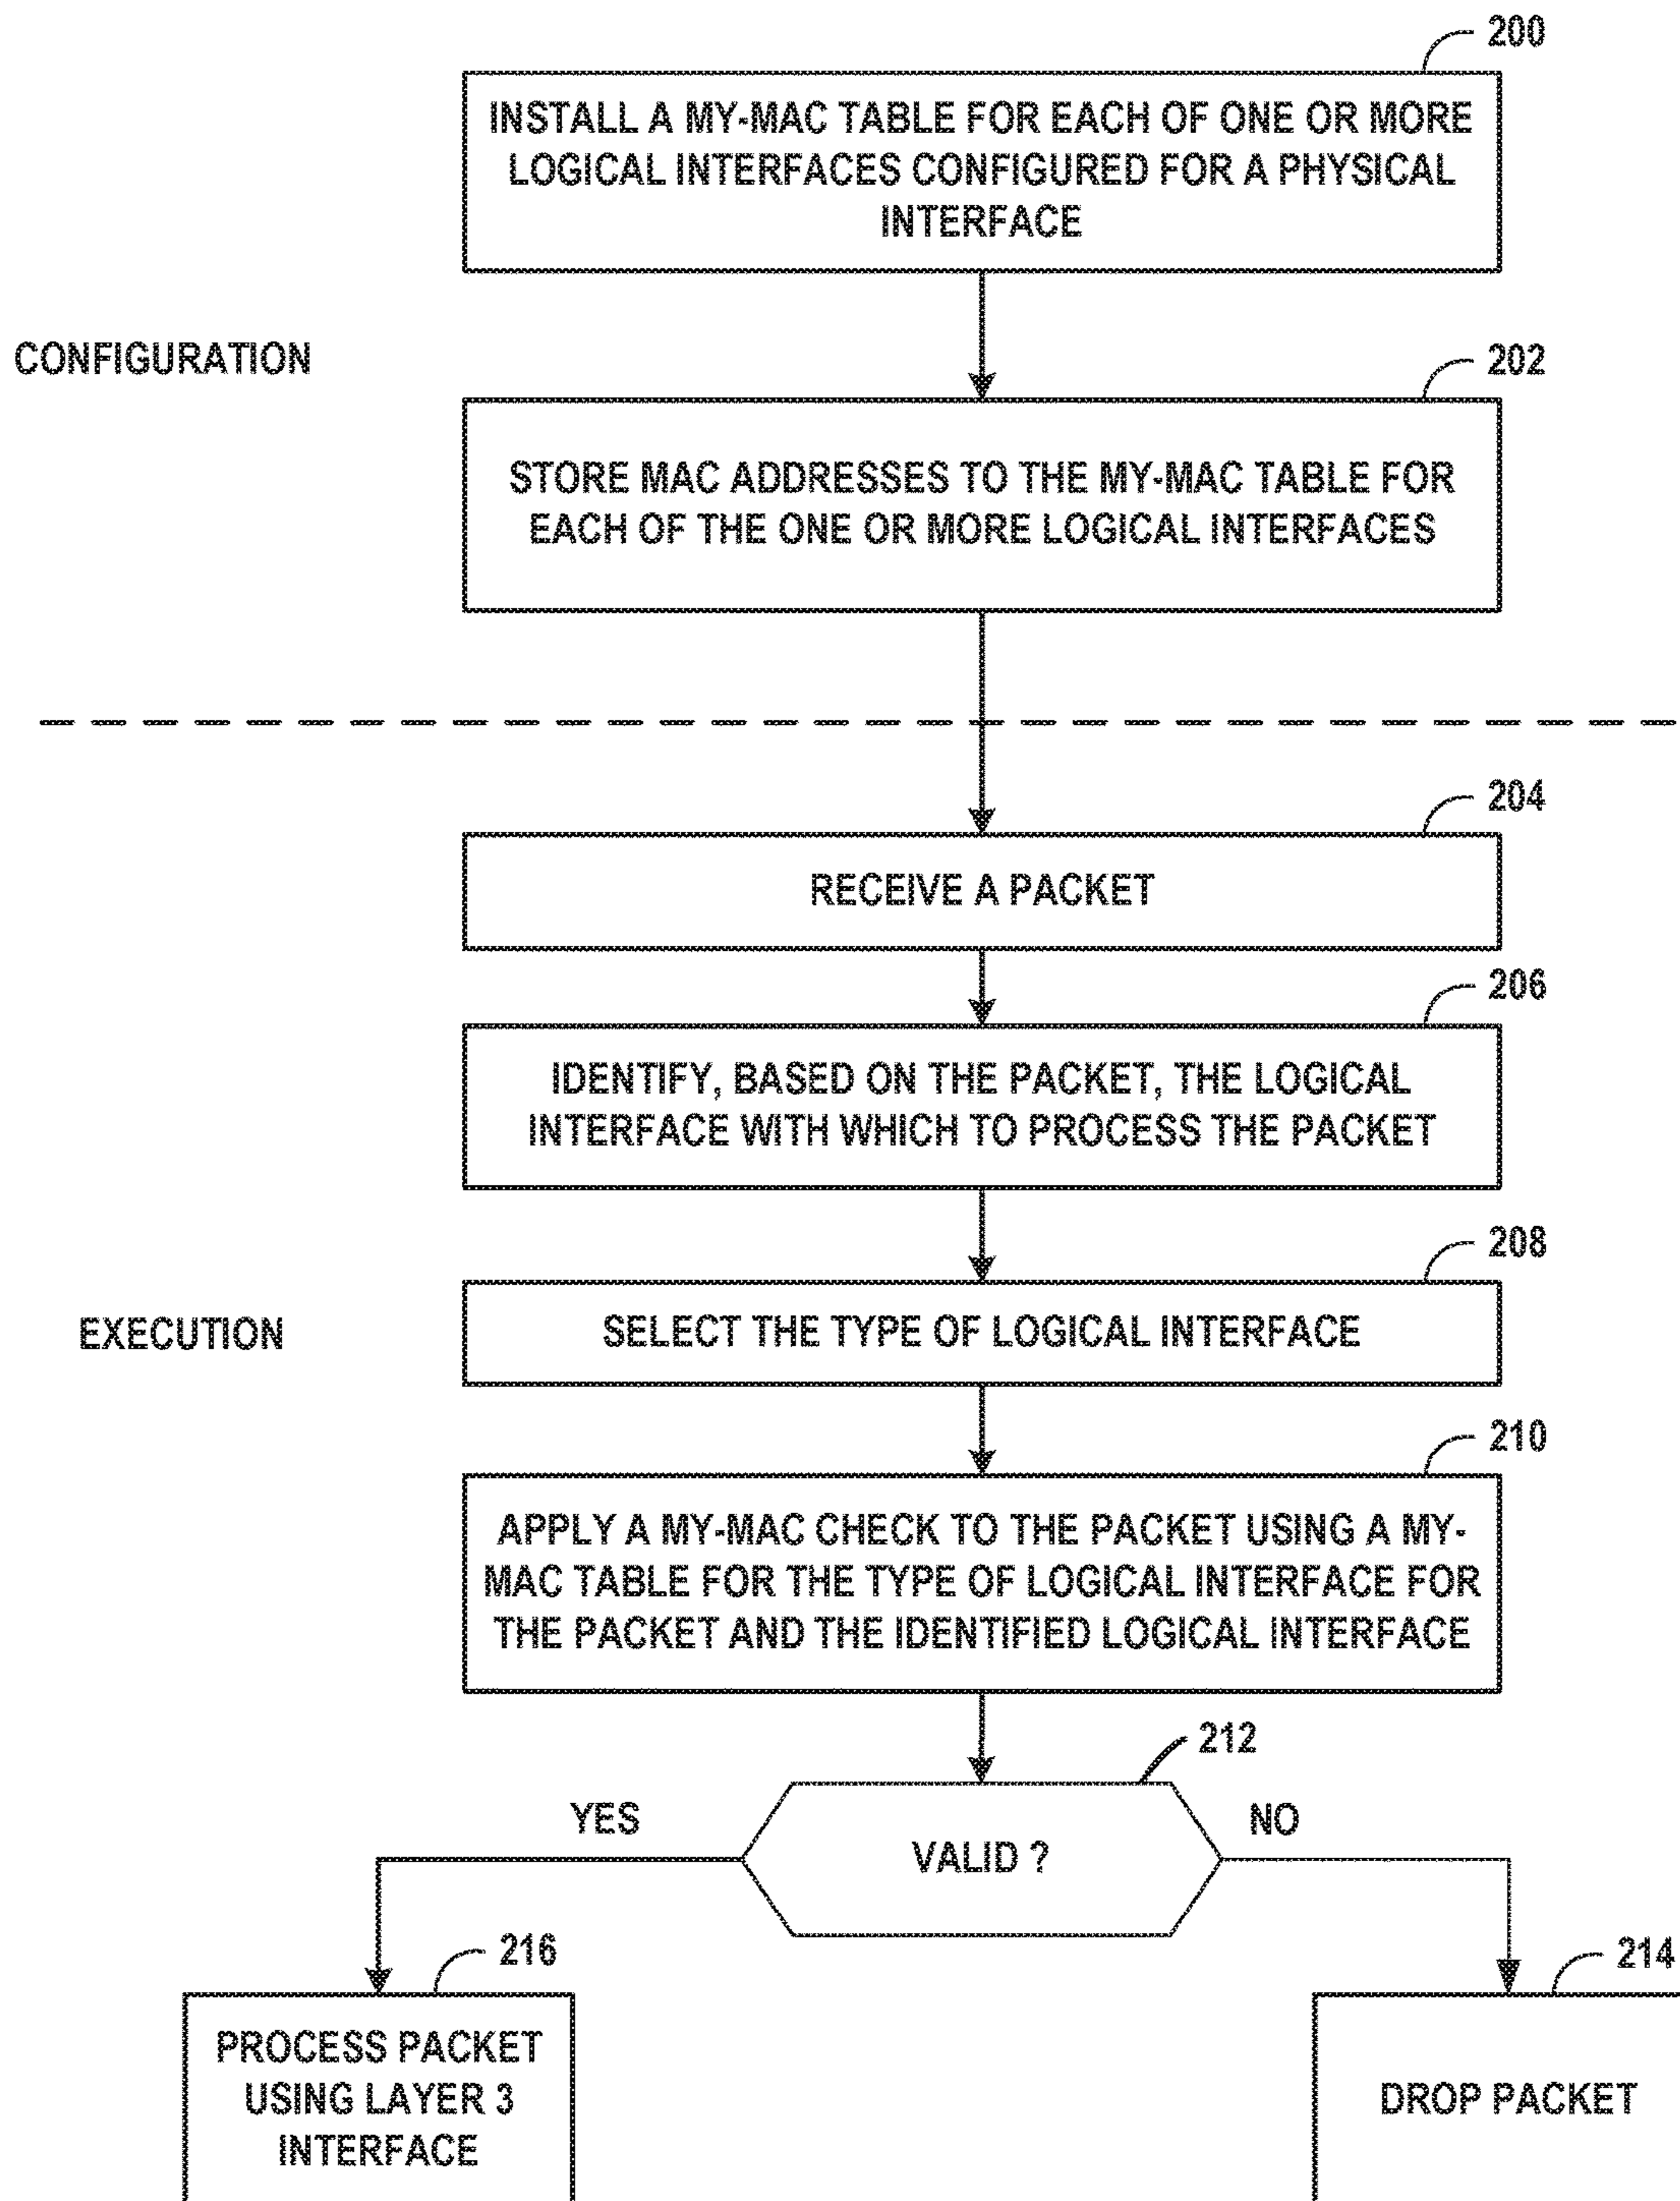 200
INSTALL A MY-MAC TABLE FOR EACH OF ONE OR MORE
LOGICAL INTERFACES CONFIGURED FOR A PHYSICAL
INTERFACE
CONFIGURATION
202
STORE MAC ADDRESSES TO THE MY-MAC TABLE FOR
EACH OF THE ONE OR MORE LOGICAL INTERFACES
204
RECEIVE A PACKET
206
IDENTIFY, BASED ON THE PACKET, THE LOGICAL
INTERFACE WITH WHICH TO PROCESS THE PACKET
208
EXECUTION
SELECT THE TYPE OF LOGICAL INTERFACE
210
APPLY A MY-MAC CHECK TO THE PACKET USING A MY-
MAC TABLE FOR THE TYPE OF LOGICAL INTERFACE FOR
THE PACKET AND THE IDENTIFIED LOGICAL INTERFACE
212
YES
NO
VALID ?
216
214
PROCESS PACKET
USING LAYER 3
INTERFACE
DROP PACKET